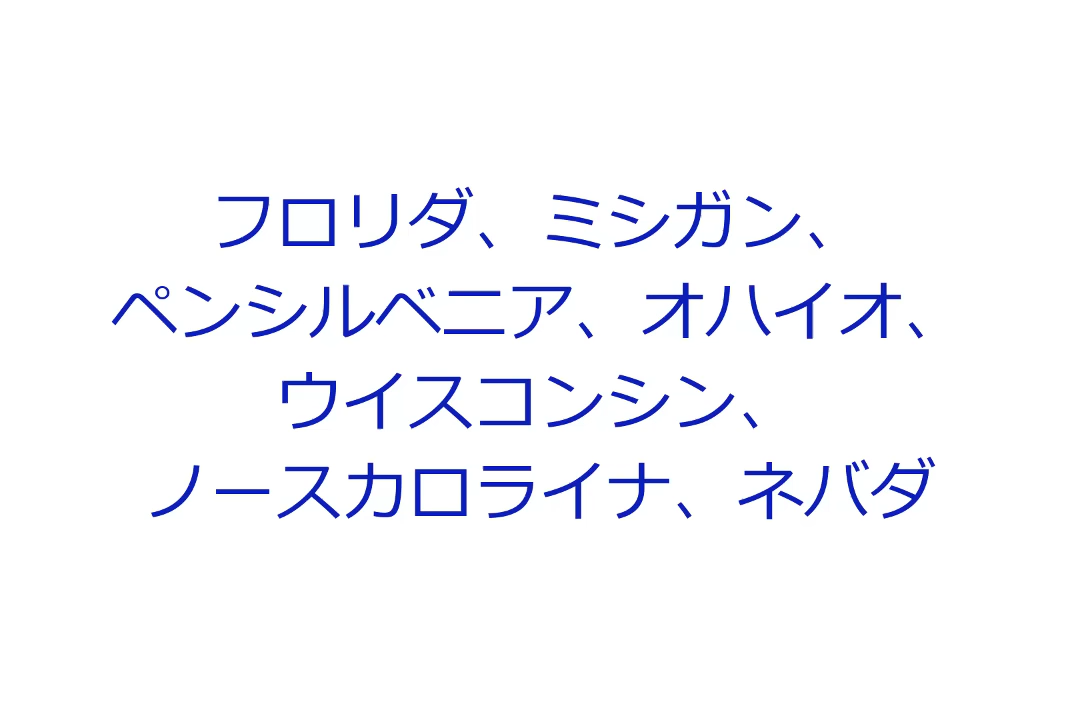 フロリダ、ミシガン、
ペンシルベニア、オハイオ、
ウイスコンシン、
ノースカロライナ、ネバダ